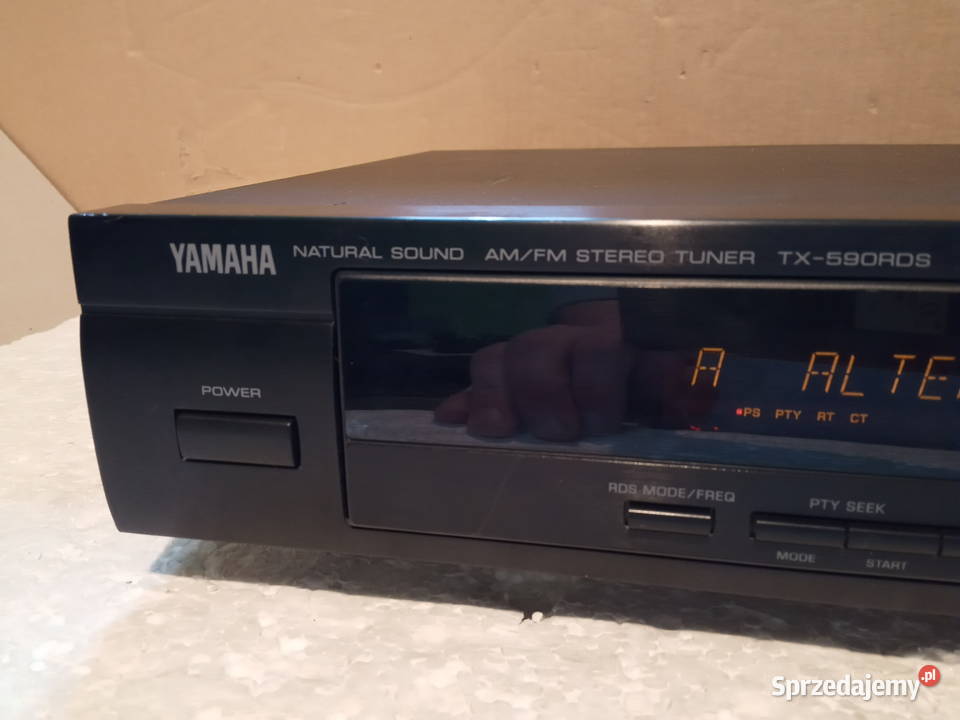 YAMAHA NATURAL SOUND AM/FM STEREO TUNER TX-590RDS
A ALTE
PS PTY RT CT
POWER
RDS MODE/FREQ
PTY SEEK
MODE START
Sprzedajemy.pl